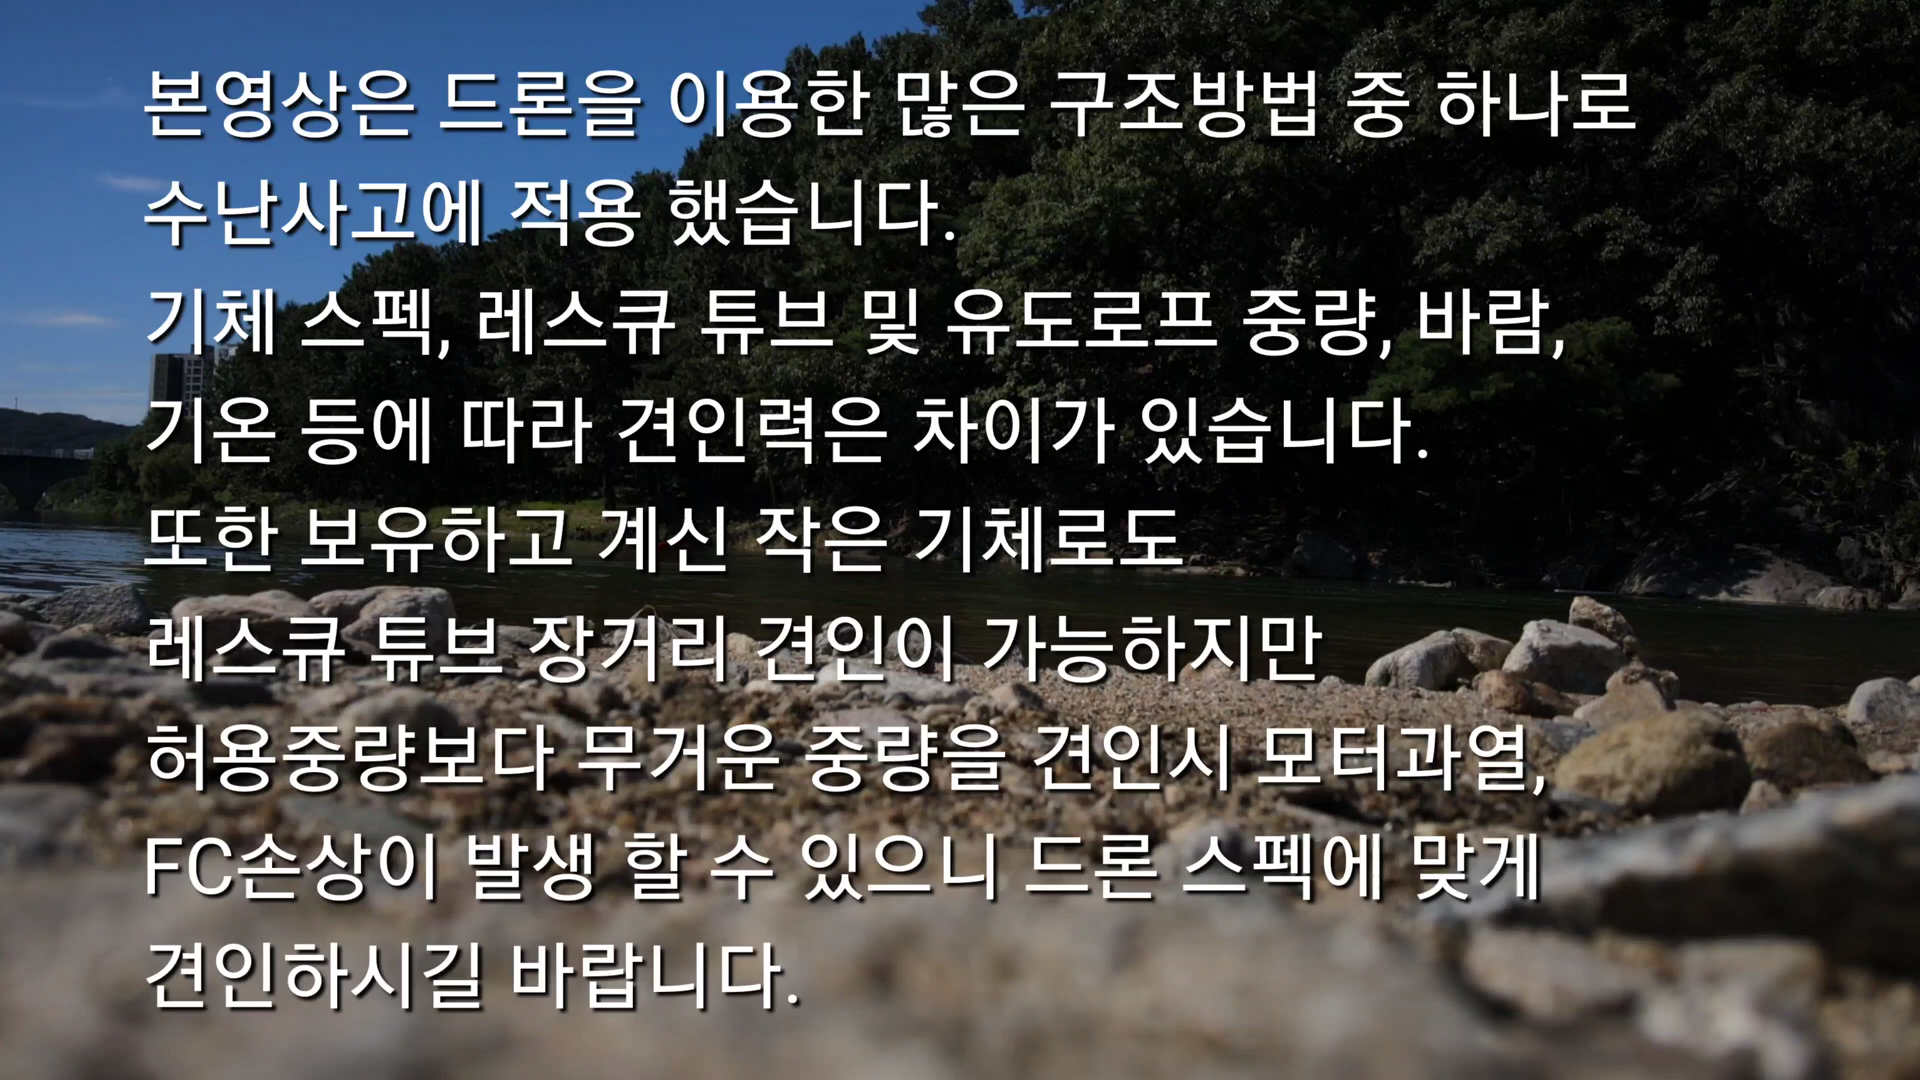 본영상은 드론을 이용한 많은 구조방법 중 하나로
수난사고에 적용 했습니다.
기체 스펙, 레스큐 튜브 및 유도로프 중량, 바람,
기온 등에 따라 견인력은 차이가 있습니다.
또한 보유하고 계신 작은 기체로도
레스큐 튜브 장거리 견인이 가능하지만
허용중량보다 무거운 중량을 견인시 모터과열,
FC손상이 발생 할 수 있으니 드론 스펙에 맞게
견인하시길 바랍니다.